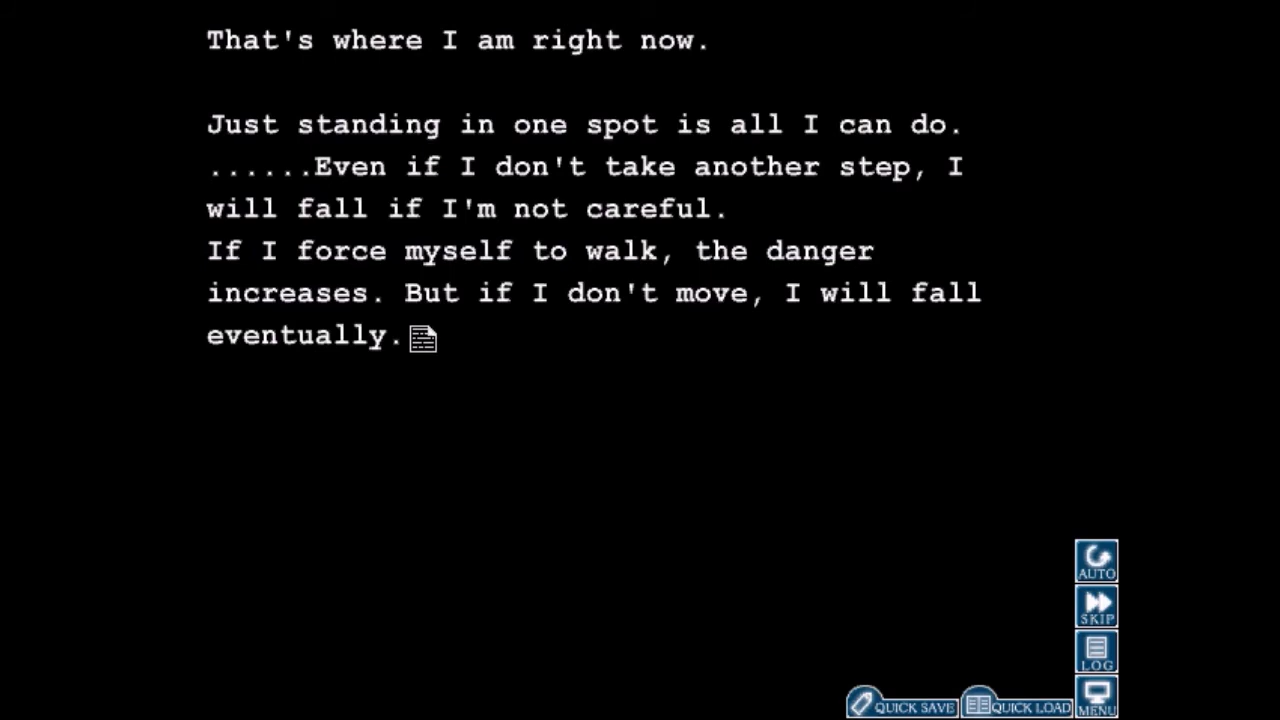 That's where I am right now.
Just standing in one spot is all I can do.
......Even if I don't take another step, I
will fall if I'm not careful.
If I force myself to walk, the danger
increases. But if I don't move, I will fall
eventually.
AUTO
SKIP
LOG
MENU
QUICK SAVE
QUICK LOAD